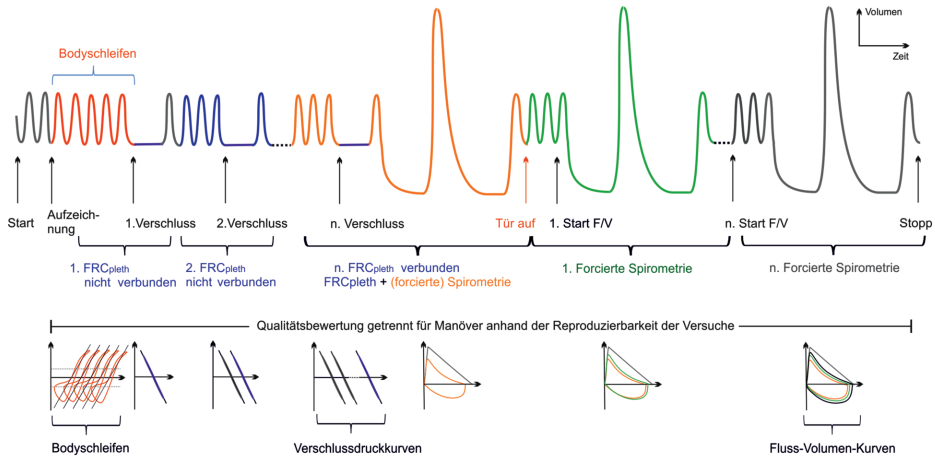 Volumen
Zeit
Bodyschleifen
Start
Aufzeich-
nung
1.Verschluss
2.Verschluss
n. Verschluss
Tür auf
1. Start F/V
n. Start F/V
Stopp
1. FRCpleth
nicht verbunden
2. FRCpleth
nicht verbunden
n. FRCpleth verbunden
FRCpleth + (forcierte) Spirometrie
1. Forcierte Spirometrie
n. Forcierte Spirometrie
Qualitätsbewertung getrennt für Manöver anhand der Reproduzierbarkeit der Versuche
Bodyschleifen
Verschlussdruckkurven
Fluss-Volumen-Kurven